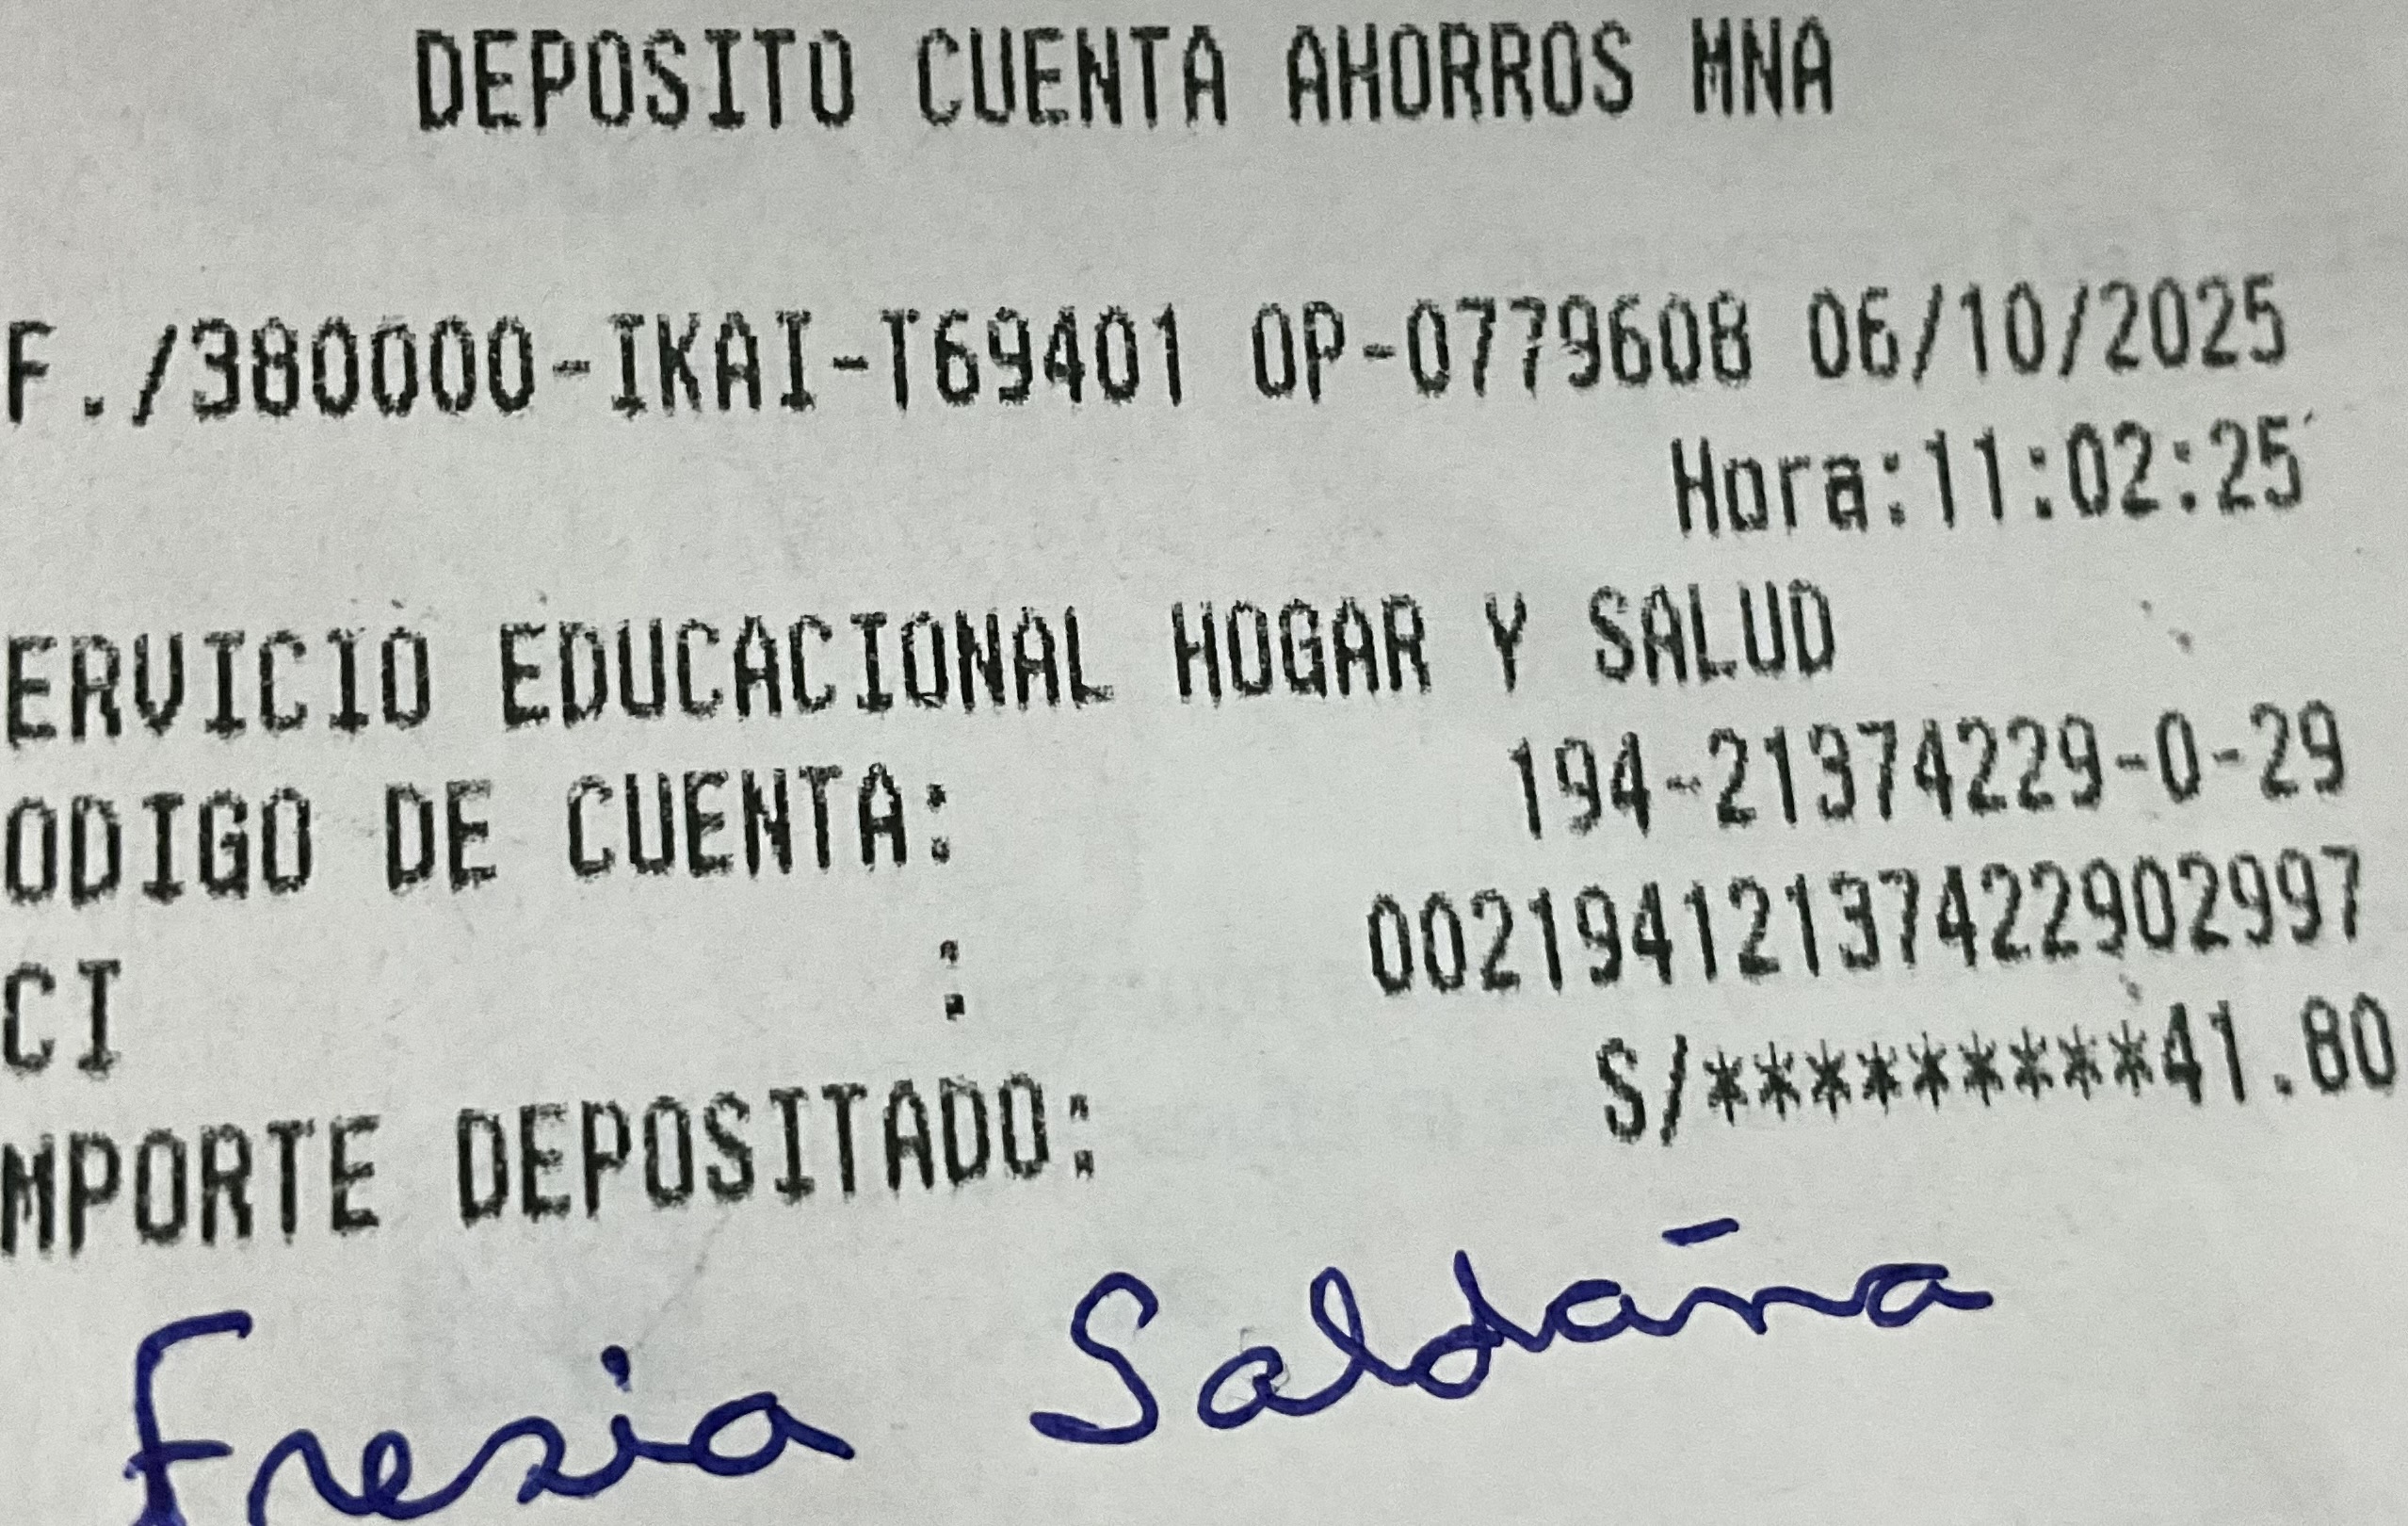 DEPOSITO CUENTA AHORROS MNA
F./380000-IKAI-T69401 OP-0779608 06/10/2025
Hora:11:02:25
ERVICIO EDUCACIONAL HOGAR Y SALUD
ODIGO DE CUENTA: 194-21374229-0-29
CI : 00219412137422902997
MPORTE DEPOSITADO: S/*********41.80
Frezia Saldaña